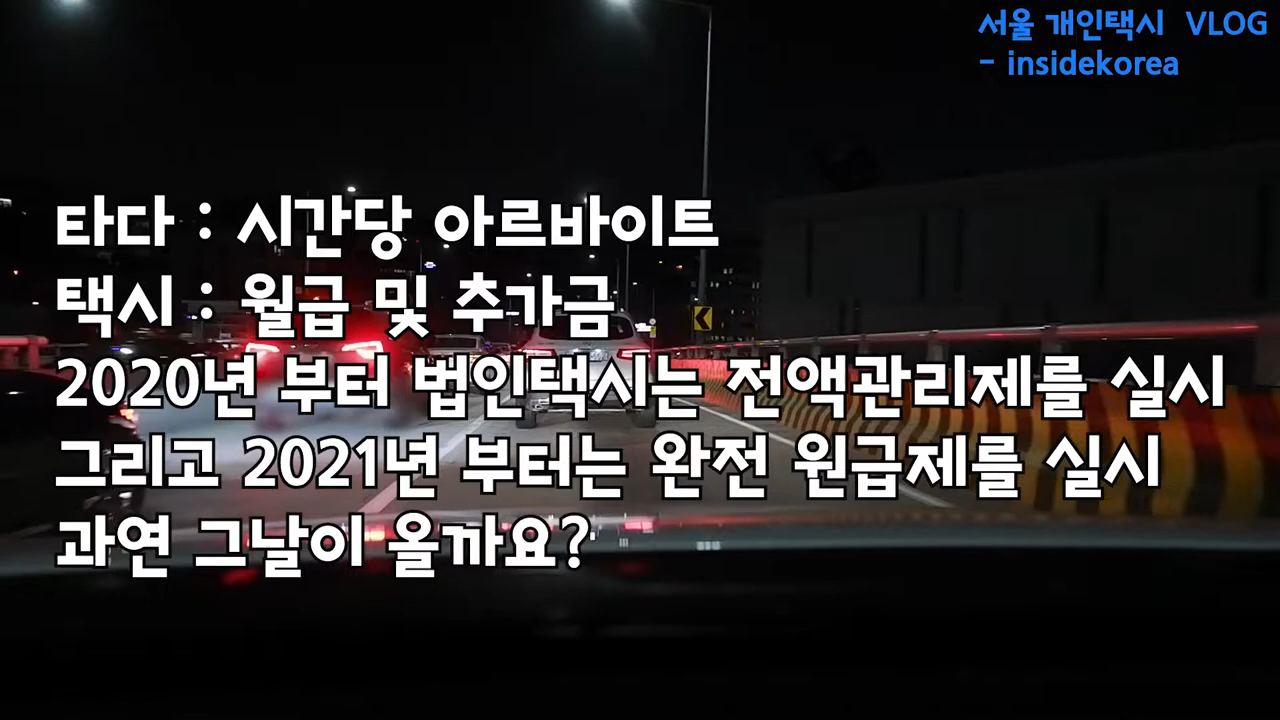 서울 개인택시 VLOG
- insidekorea
타다 : 시간당 아르바이트
택시 : 월급 및 추가금
2020년 부터 법인택시는 전액관리제를 실시
그리고 2021년 부터는 완전 원급제를 실시
과연 그날이 올까요?